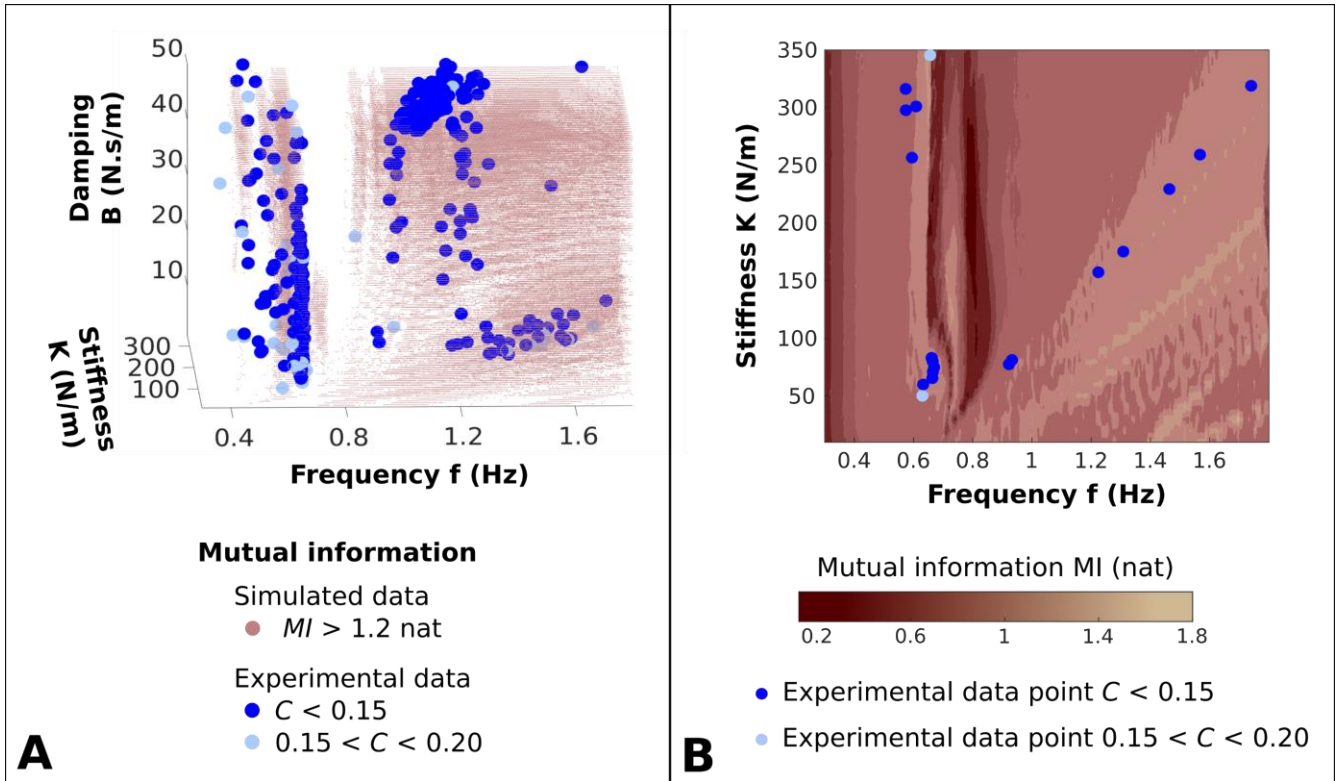 50
40
30
20
10
Damping
B (N.s/m)
300
200
100
Stiffness
K (N/m)
0.4 0.8 1.2 1.6
Frequency f (Hz)
Mutual information
Simulated data
MI > 1.2 nat
Experimental data
C < 0.15
0.15 < C < 0.20
A
350
300
250
200
150
100
50
Stiffness K (N/m)
0.4 0.6 0.8 1 1.2 1.4 1.6
Frequency f (Hz)
Mutual information MI (nat)
0.2 0.6 1 1.4 1.8
Experimental data point C < 0.15
Experimental data point 0.15 < C < 0.20
B